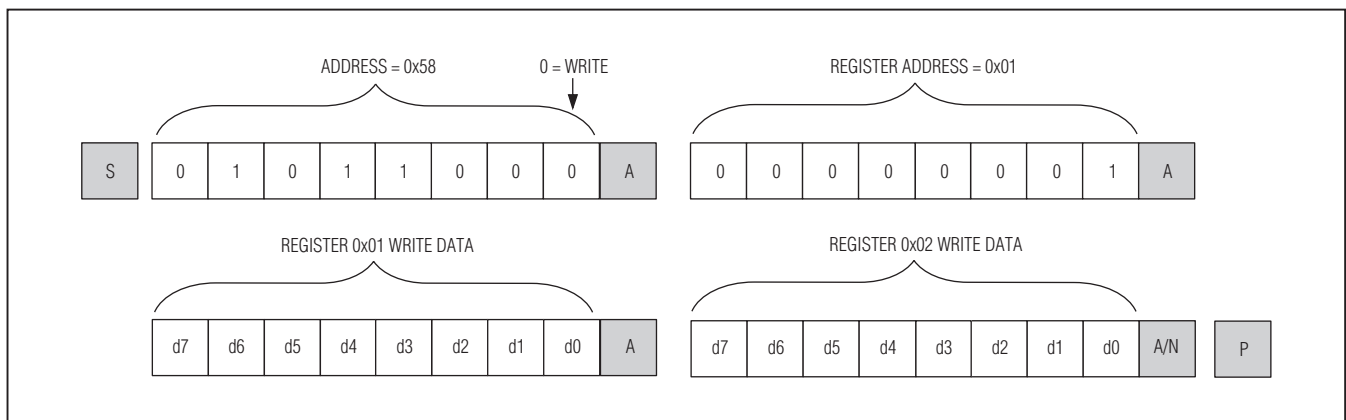 ADDRESS = 0x58 0 = WRITE REGISTER ADDRESS = 0x01
S 0 1 0 1 1 0 0 0 A 0 0 0 0 0 0 0 1 A
REGISTER 0x01 WRITE DATA REGISTER 0x02 WRITE DATA
d7 d6 d5 d4 d3 d2 d1 d0 A d7 d6 d5 d4 d3 d2 d1 d0 A/N P